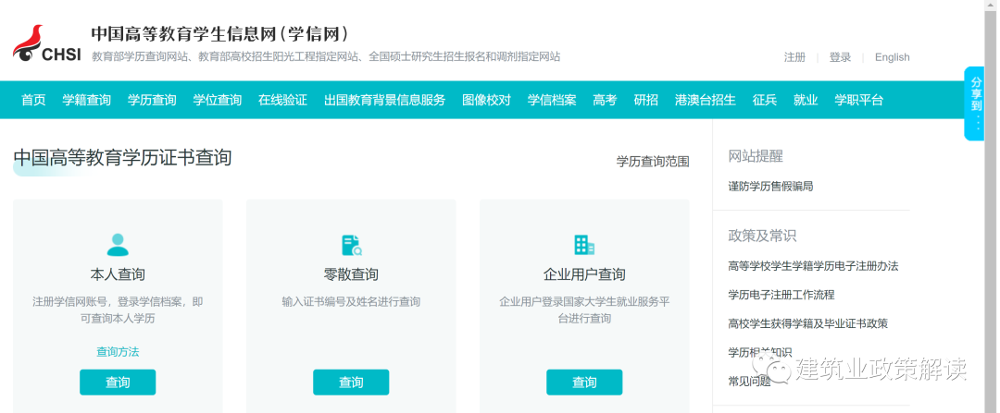 中国高等教育学生信息网(学信网)
CHSI
教育部学历查询网站、教育部高校招生阳光工程指定网站、全国硕士研究生招生报名和调剂指定网站
注册 | 登录 | English
分享到：
首页 学籍查询 学历查询 学位查询 在线验证 出国教育背景信息服务 图像校对 学信档案 高考 研招 港澳台招生 征兵 就业 学职平台
中国高等教育学历证书查询
学历查询范围
本人查询
注册学信网账号，登录学信档案，即
可查询本人学历
查询方法
查询
零散查询
输入证书编号及姓名进行查询
查询
企业用户查询
企业用户登录国家大学生就业服务平
台进行查询
查询
网站提醒
谨防学历售假骗局
政策及常识
高等学校学生学籍学历电子注册办法
学历电子注册工作流程
高校学生获得学籍及毕业证书政策
学历相关知识
常见问题
建筑业政策解读